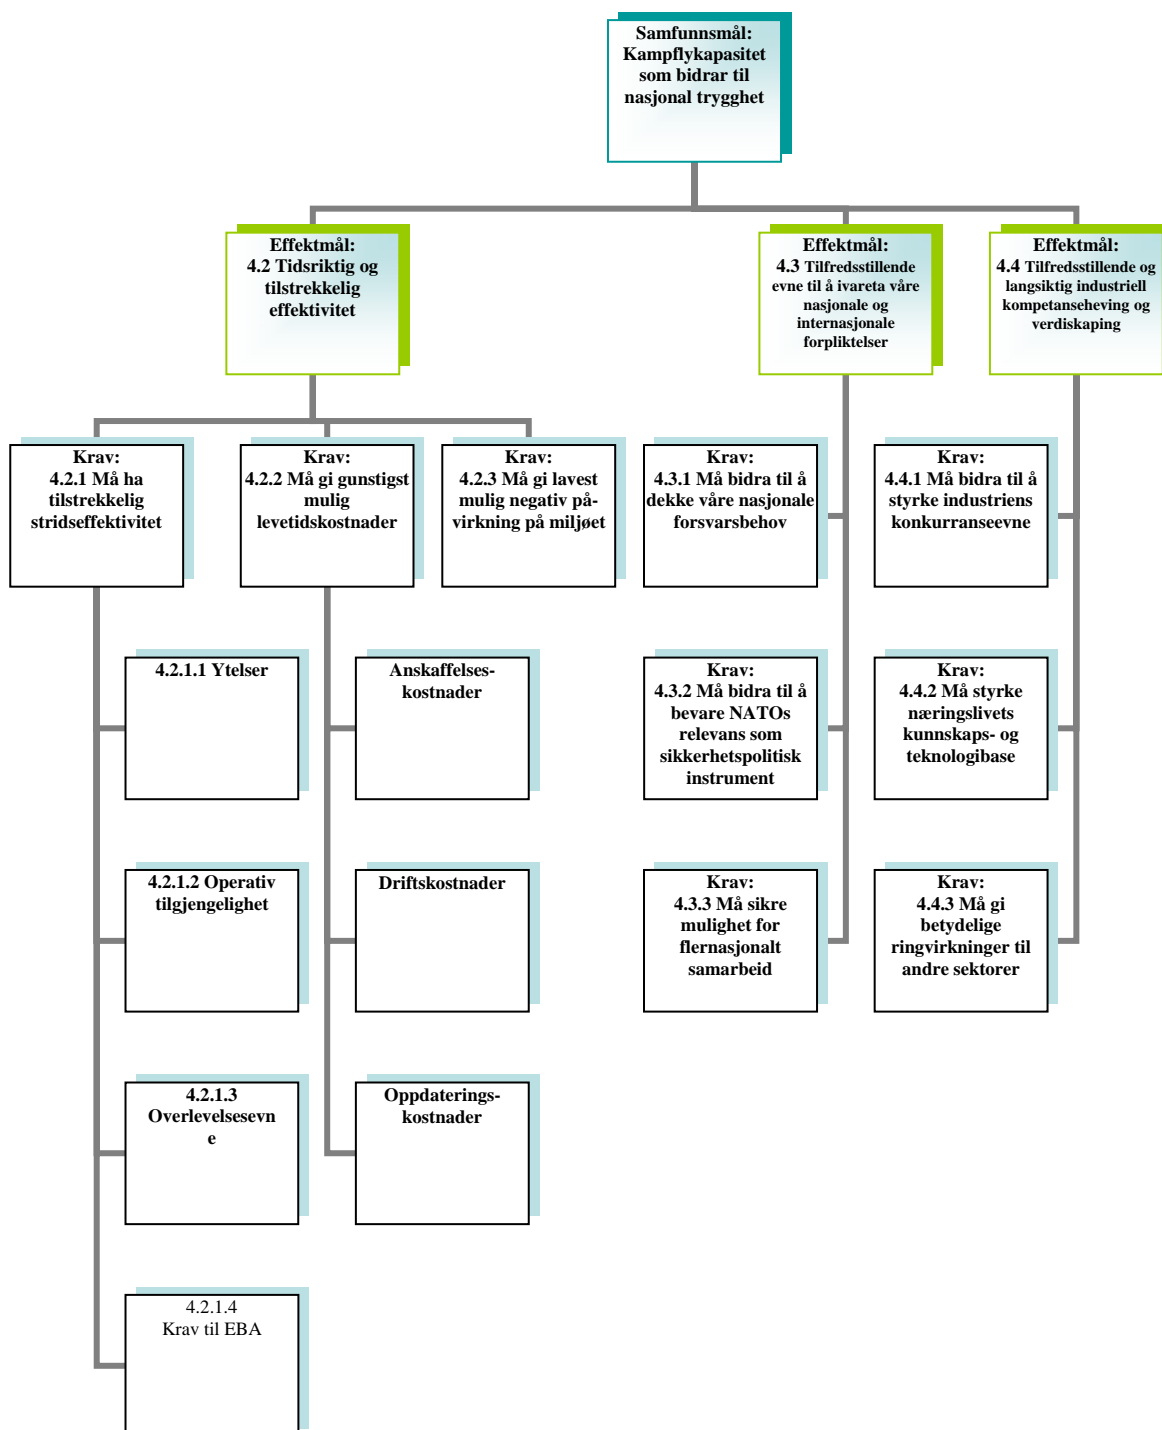 Samfunnsmål:
Kampflykapasitet
som bidrar til
nasjonal trygghet
Effektmål:
4.2 Tidsriktig og
tilstrekkelig
effektivitet
Effektmål:
4.3 Tilfredsstillende
evne til å ivareta våre
nasjonale og
internasjonale
forpliktelser
Effektmål:
4.4 Tilfredsstillende og
langsiktig industriell
kompetanseheving og
verdiskaping
Krav:
4.2.1 Må ha
tilstrekkelig
stridseffektivitet
Krav:
4.2.2 Må gi gunstigst
mulig
levetidskostnader
Krav:
4.2.3 Må gi lavest
mulig negativ på-
virkning på miljøet
Krav:
4.3.1 Må bidra til å
dekke våre nasjonale
forsvarsbehov
Krav:
4.4.1 Må bidra til å
styrke industriens
konkurranseevne
4.2.1.1 Ytelser
Anskaffelses-
kostnader
Krav:
4.3.2 Må bidra til å
bevare NATOs
relevans som
sikkerhetspolitisk
instrument
Krav:
4.4.2 Må styrke
næringslivets
kunnskaps- og
teknologibase
4.2.1.2 Operativ
tilgjengelighet
Driftskostnader
Krav:
4.3.3 Må sikre
mulighet for
flernasjonalt
samarbeid
Krav:
4.4.3 Må gi
betydelige
ringvirkninger til
andre sektorer
4.2.1.3
Overlevelsesevn
e
Oppdaterings-
kostnader
4.2.1.4
Krav til EBA